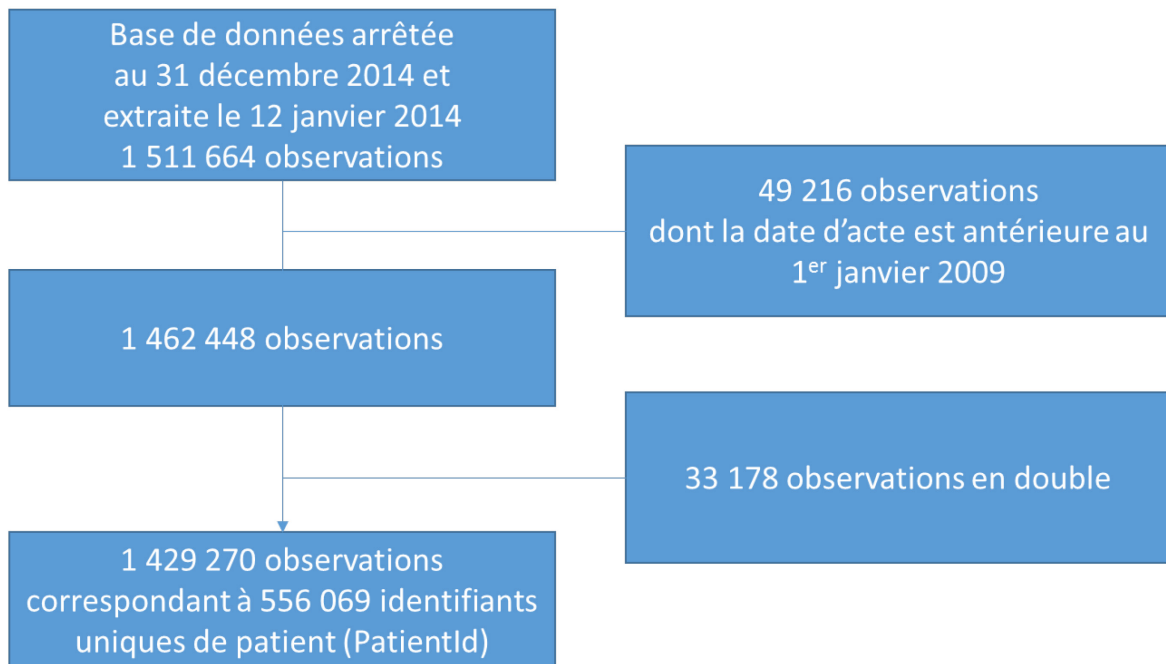 Base de données arrêtée
au 31 décembre 2014 et
extraite le 12 janvier 2014
1 511 664 observations
49 216 observations
dont la date d’acte est antérieure au
1er janvier 2009
1 462 448 observations
33 178 observations en double
1 429 270 observations
correspondant à 556 069 identifiants
uniques de patient (PatientId)